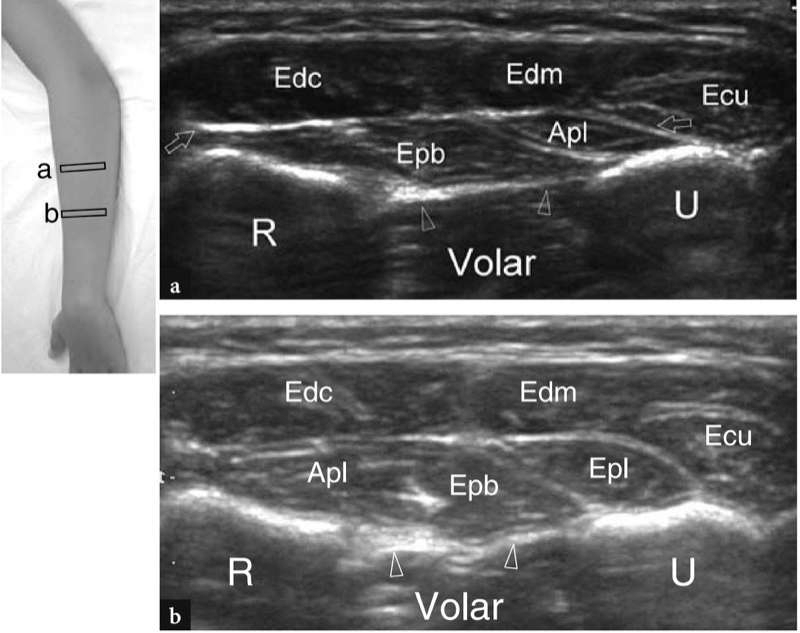 a
b
Edc Edm Ecu
Epb Apl
R U
Volar
a
Edc Edm Ecu
Apl Epb Epl
R U
Volar
b